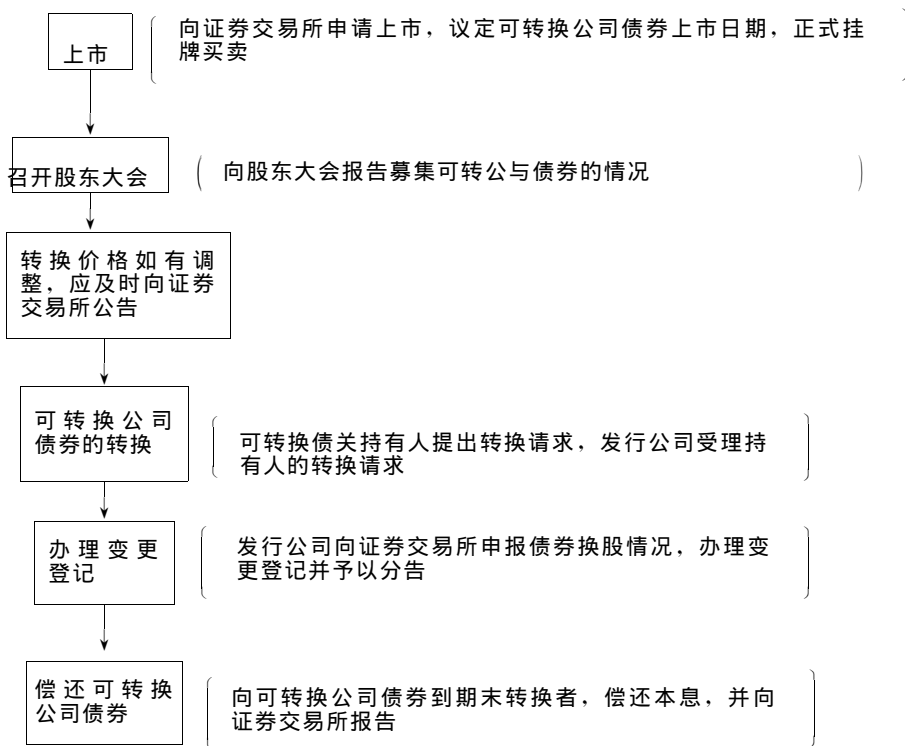 上市
向证券交易所申请上市，议定可转换公司债券上市日期，正式挂
牌买卖
召开股东大会
向股东大会报告募集可转公与债券的情况
转换价格如有调
整，应及时向证券
交易所公告
可转换公司
债券的转换
可转换债关持有人提出转换请求，发行公司受理持
有人的转换请求
办理变更
登记
发行公司向证券交易所申报债券换股情况，办理变
更登记并予以分告
偿还可转换
公司债券
向可转换公司债券到期末转换者，偿还本息，并向
证券交易所报告